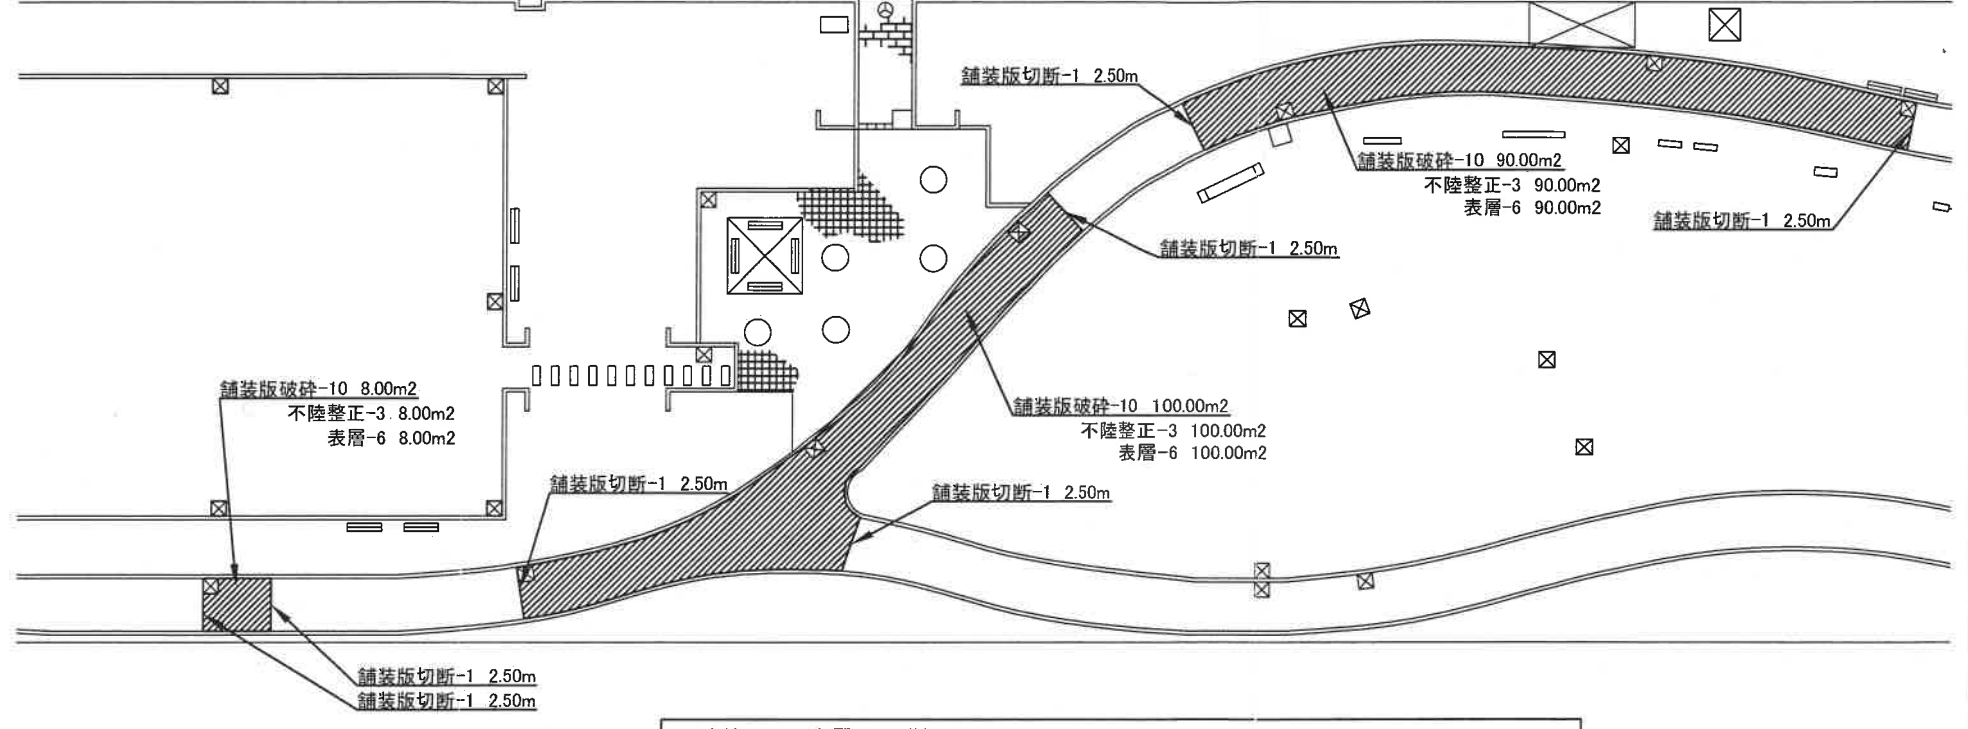 舗装版切断-1 2.50m
舗装版破砕-10 90.00m2
不陸整正-3 90.00m2
表層-6 90.00m2
舗装版切断-1 2.50m
舗装版切断-1 2.50m
舗装版破砕-10 8.00m2
不陸整正-3 8.00m2
表層-6 8.00m2
舗装版破砕-10 100.00m2
不陸整正-3 100.00m2
表層-6 100.00m2
舗装版切断-1 2.50m
舗装版切断-1 2.50m
舗装版切断-1 2.50m
舗装版切断-1 2.50m